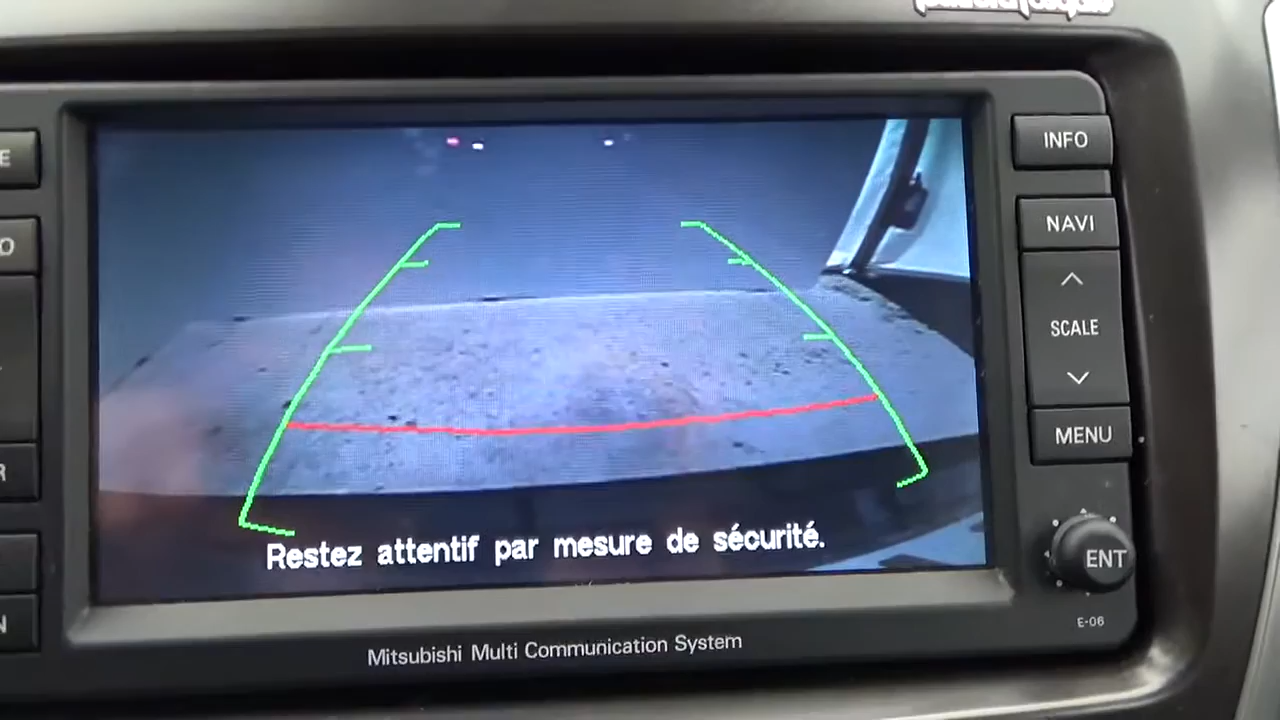 INFO
NAVI
SCALE
MENU
ENT
E-06
Restez attentif par mesure de sécurité.
Mitsubishi Multi Communication System